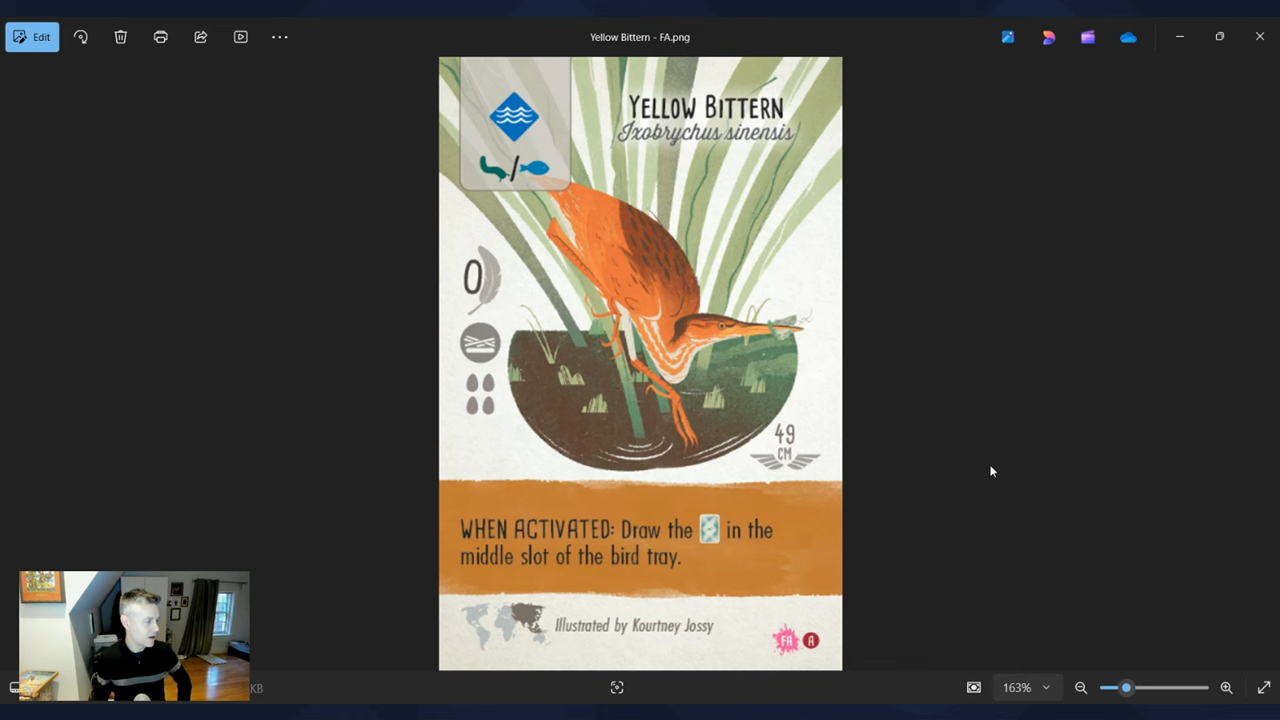 Edit
Yellow Bittern - FA.png
YELLOW BITTERN
Ixobrychus sinensis
0
49
CM
WHEN ACTIVATED: Draw the in the
middle slot of the bird tray.
Illustrated by Kourtney Jossy
FA A
KB
163%